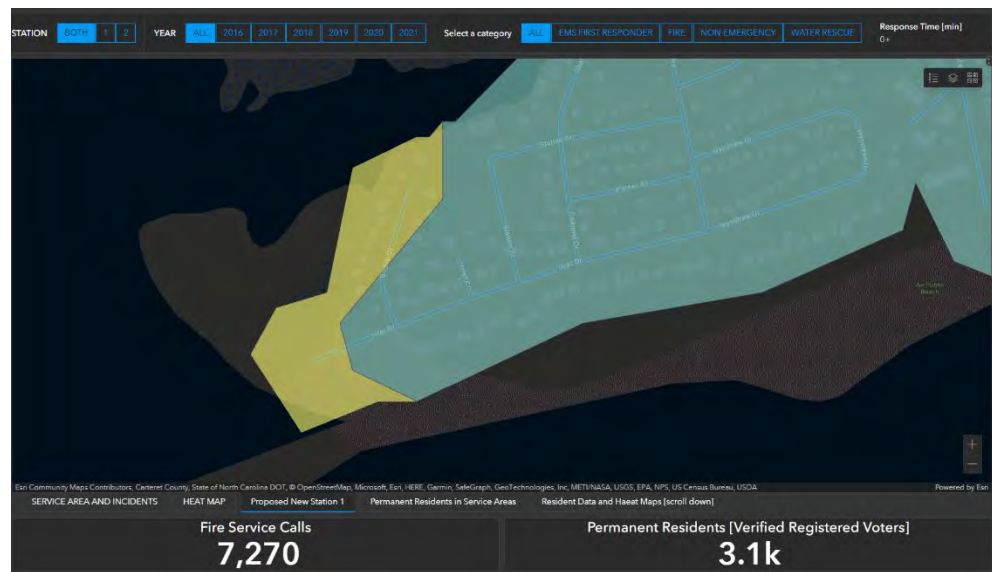 STATION BOTH 1 2 YEAR ALL 2016 2017 2018 2019 2020 2021 Select a category ALL EMS FIRST RESPONDER FIRE NON-EMERGENCY WATER RESCUE Response Time [min]
0+
Esri Community Maps Contributors, Carteret County, State of North Carolina DOT, © OpenStreetMap, Microsoft, Esri, HERE, Garmin, SafeGraph, GeoTechnologies, Inc, METI/NASA, USGS, EPA, NPS, US Census Bureau, USDA Powered by Esri
SERVICE AREA AND INCIDENTS HEAT MAP Proposed New Station 1 Permanent Residents in Service Areas Resident Data and Haeat Maps [scroll down]
Fire Service Calls Permanent Residents [Verified Registered Voters]
7,270 3.1k